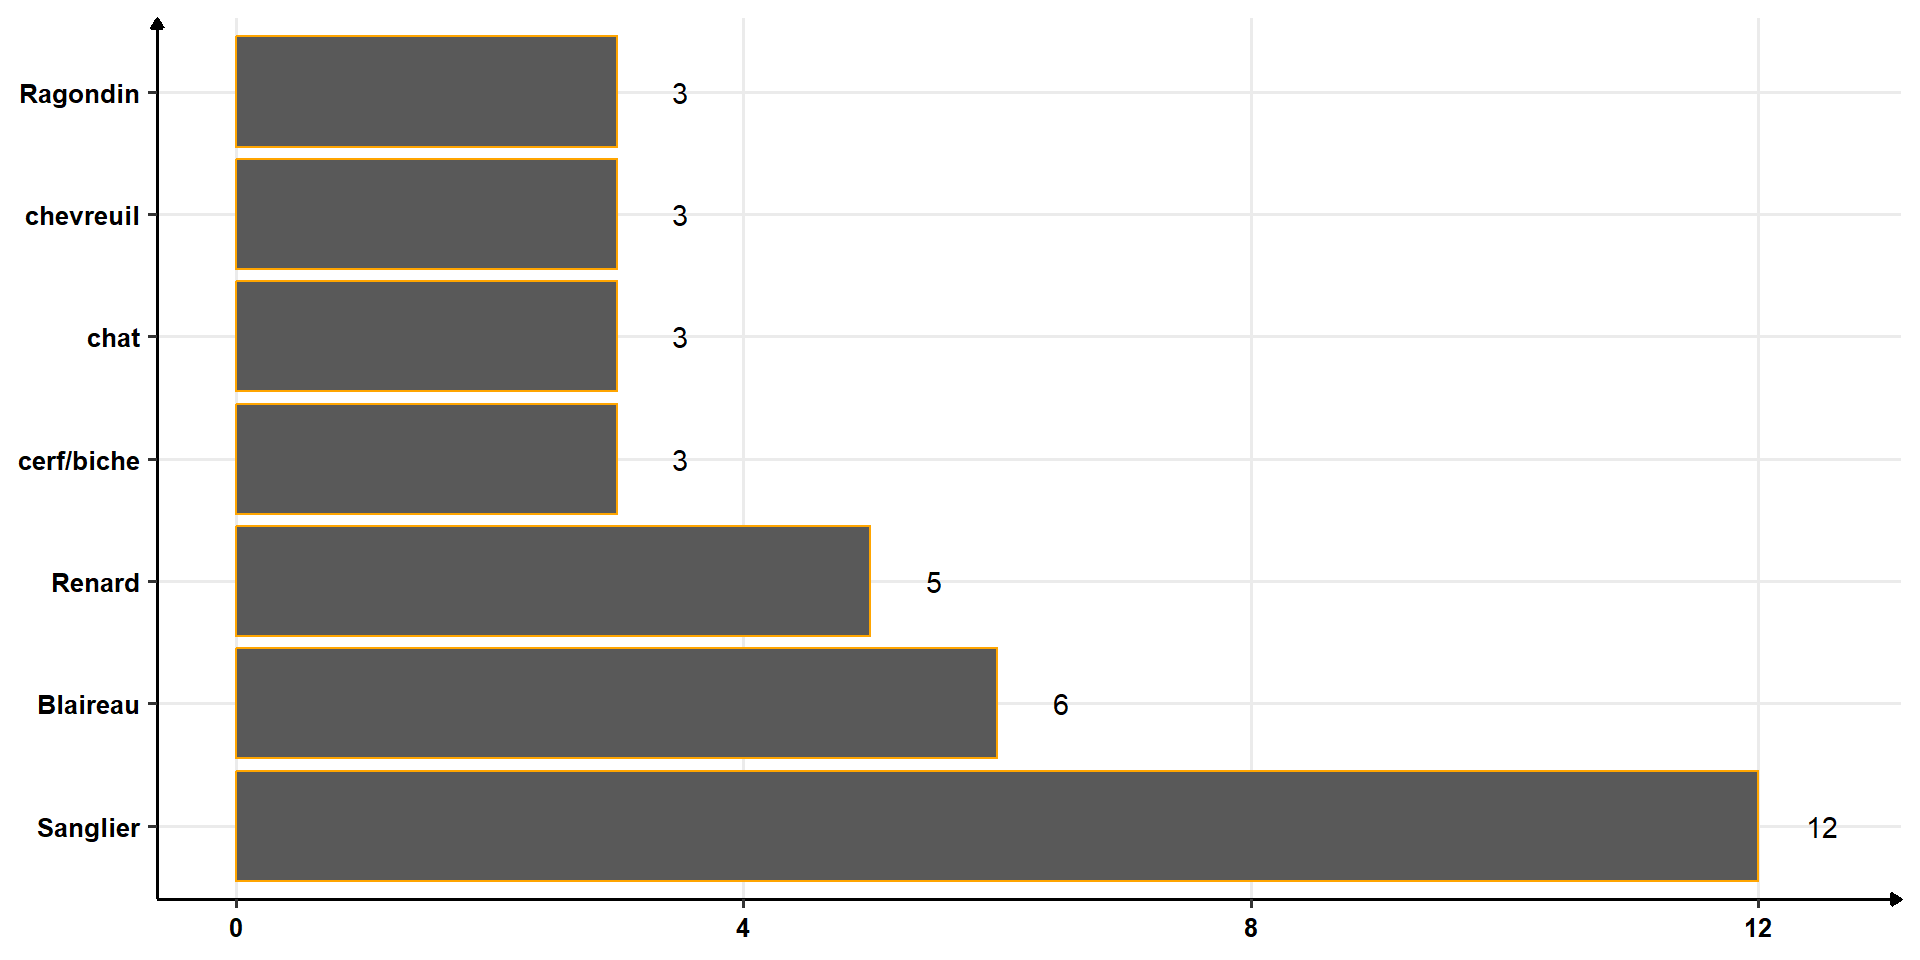 Ragondin 3
chevreuil 3
chat 3
cerf/biche 3
Renard 5
Blaireau 6
Sanglier 12
0 4 8 12